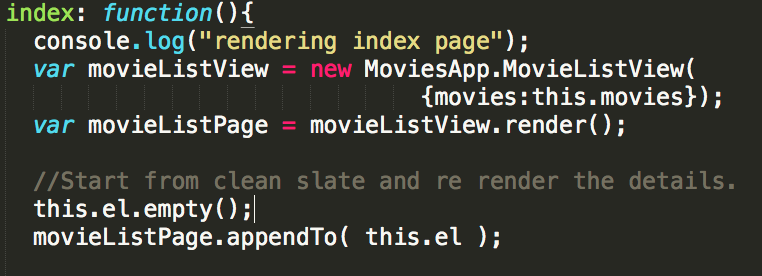 index: function(){
console.log("rendering index page");
var movieListView = new MoviesApp.MovieListView(
{movies:this.movies});
var movieListPage = movieListView.render();
//Start from clean slate and re render the details.
this.el.empty();
movieListPage.appendTo( this.el );